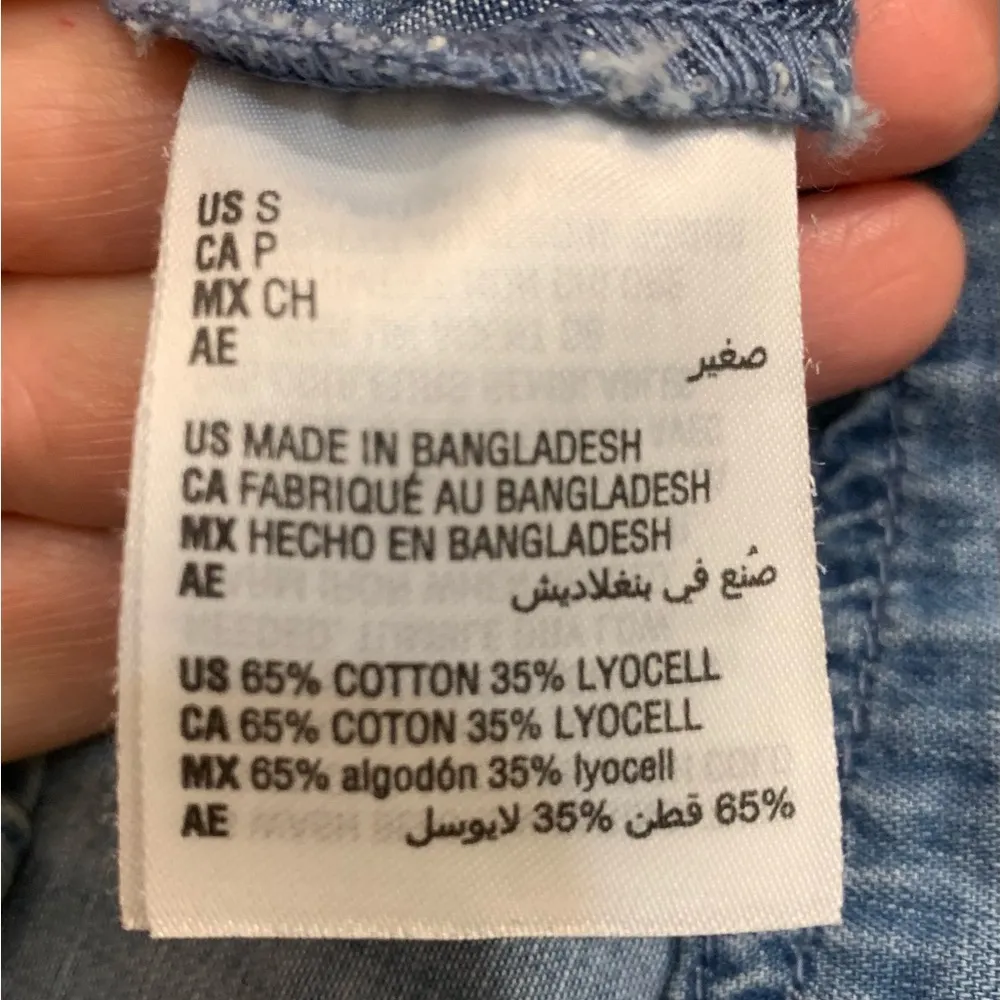 US S
CA P
MX CH
AE صغير
US MADE IN BANGLADESH
CA FABRIQUÉ AU BANGLADESH
MX HECHO EN BANGLADESH
AE صُنع في بنغلاديش
US 65% COTTON 35% LYOCELL
CA 65% COTON 35% LYOCELL
MX 65% algodón 35% lyocell
AE 65% قطن 35% لايوسل